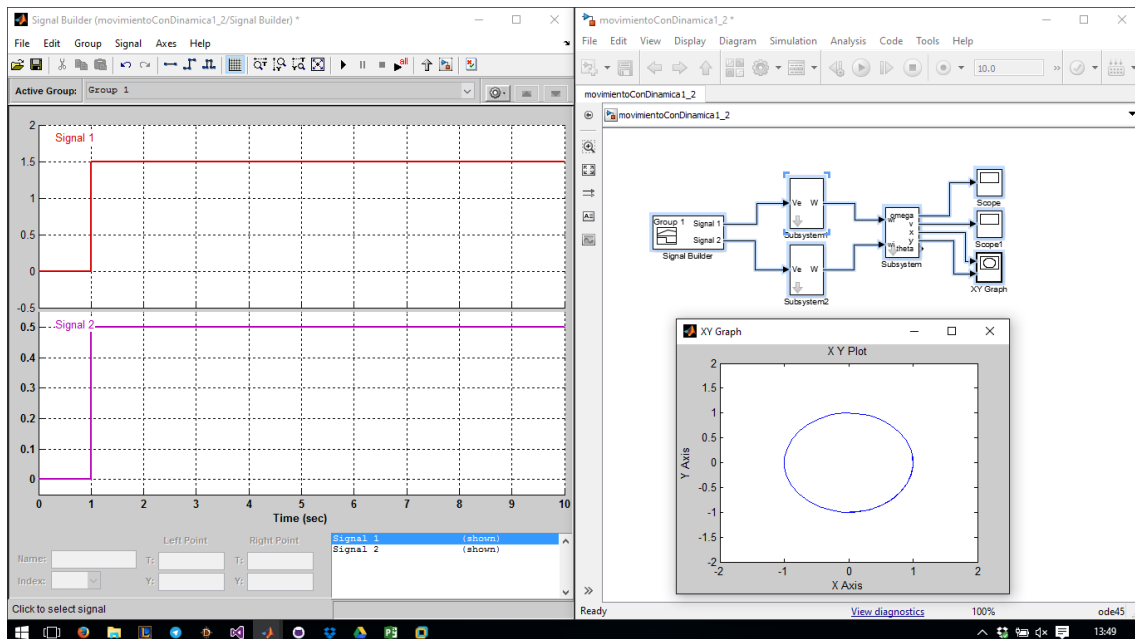 Signal Builder (movimientoConDinamica1_2/Signal Builder) *
File Edit Group Signal Axes Help
all
Active Group: Group 1
2
Signal 1
1.5
1
0.5
0
-0.5
0.5
Signal 2
0.4
0.3
0.2
0.1
0
0 1 2 3 4 5 6 7 8 9 10
Time (sec)
Left Point Right Point
Name: T: T:
Index: Y: Y:
Signal 1 (shown)
Signal 2 (shown)
Click to select signal
movimientoConDinamica1_2 *
File Edit View Display Diagram Simulation Analysis Code Tools Help
10.0
movimientoConDinamica1_2
movimientoConDinamica1_2
Group 1
Signal 1
Signal 2
Signal Builder
Ve W
Subsystem1
Ve W
Subsystem2
omega
wr
v
x
y
wi
theta
Subsystem
Scope
Scope1
XY Graph
XY Graph
X Y Plot
2
1.5
1
0.5
0
-0.5
-1
-1.5
-2
Y Axis
-2 -1 0 1 2
X Axis
Ready View diagnostics 100% ode45
13:49